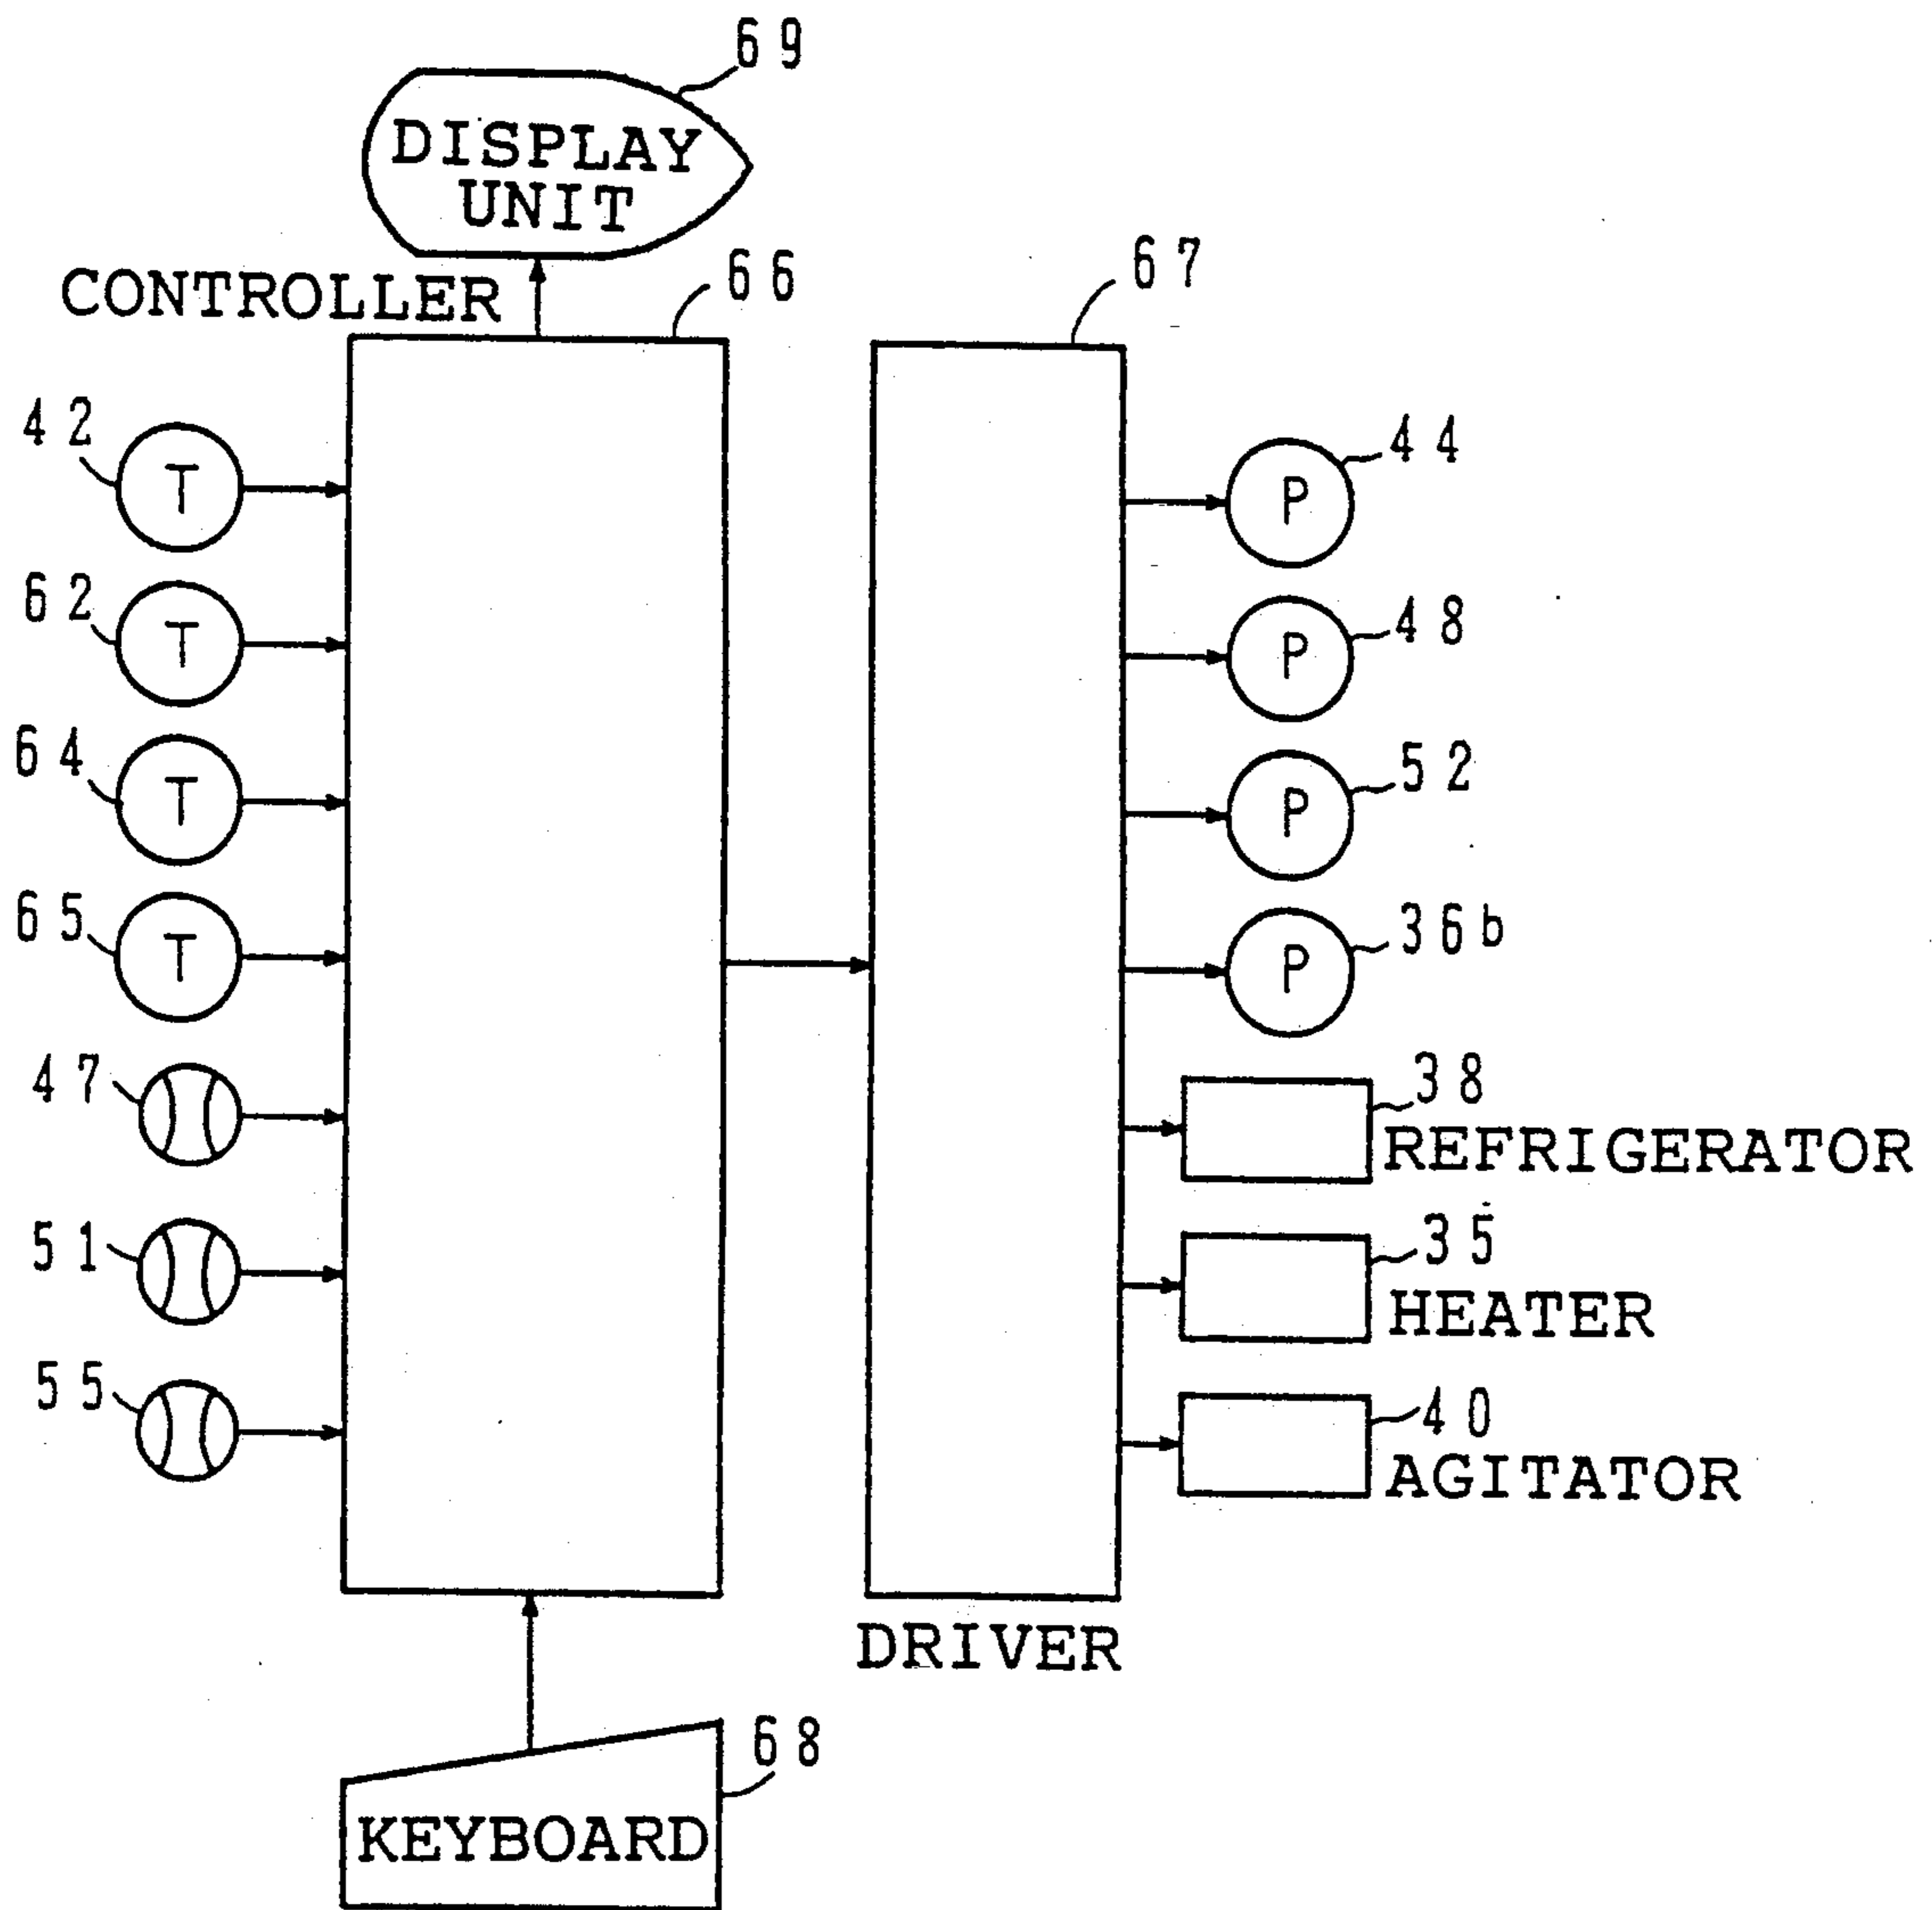 69
DISPLAY
UNIT
CONTROLLER
66
67
42
T
44
P
62
T
48
P
64
T
52
P
65
T
36b
P
47
38
REFRIGERATOR
51
35
HEATER
55
40
AGITATOR
DRIVER
68
KEYBOARD